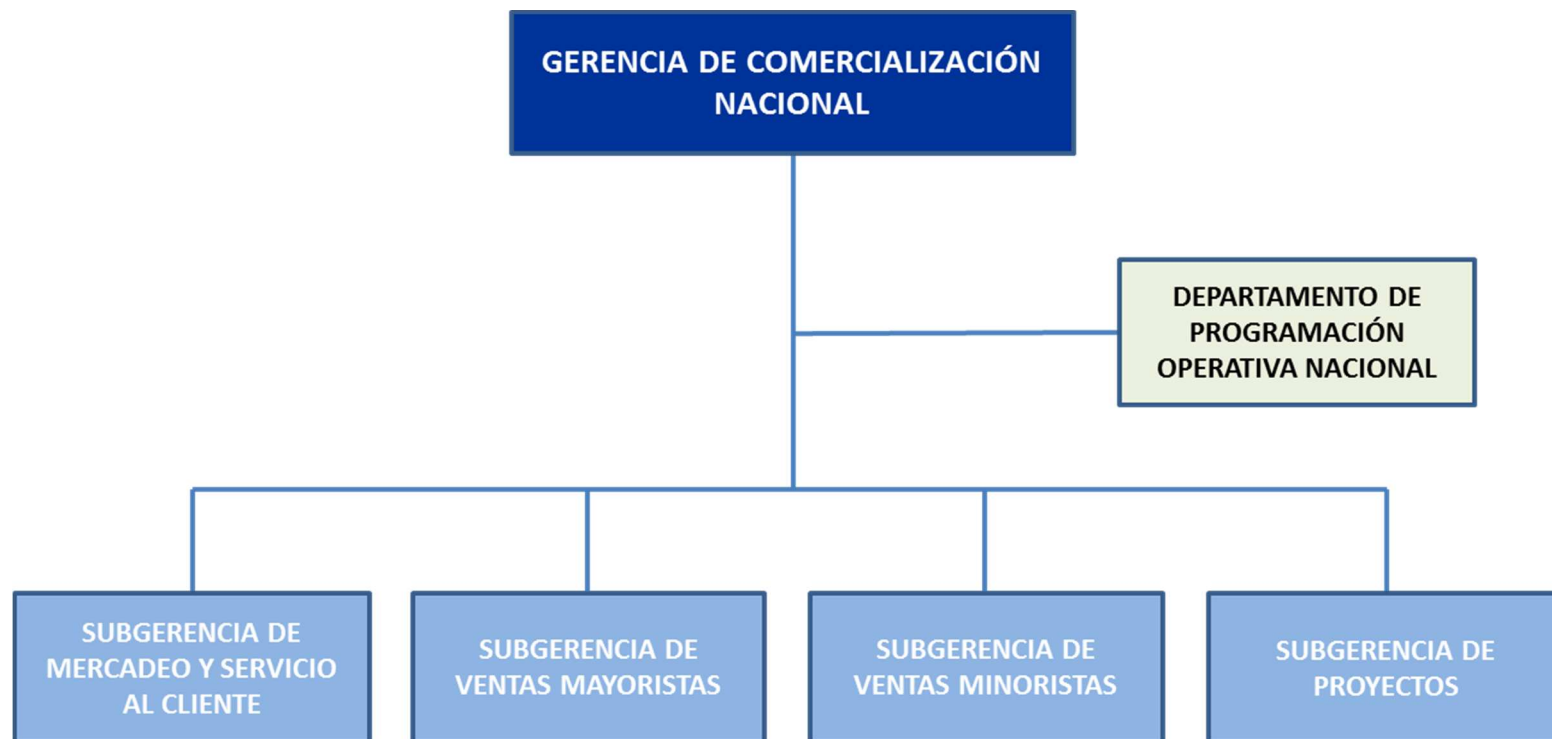 GERENCIA DE COMERCIALIZACIÓN
NACIONAL
DEPARTAMENTO DE
PROGRAMACIÓN
OPERATIVA NACIONAL
SUBGERENCIA DE
MERCADEO Y SERVICIO
AL CLIENTE
SUBGERENCIA DE
VENTAS MAYORISTAS
SUBGERENCIA DE
VENTAS MINORISTAS
SUBGERENCIA DE
PROYECTOS